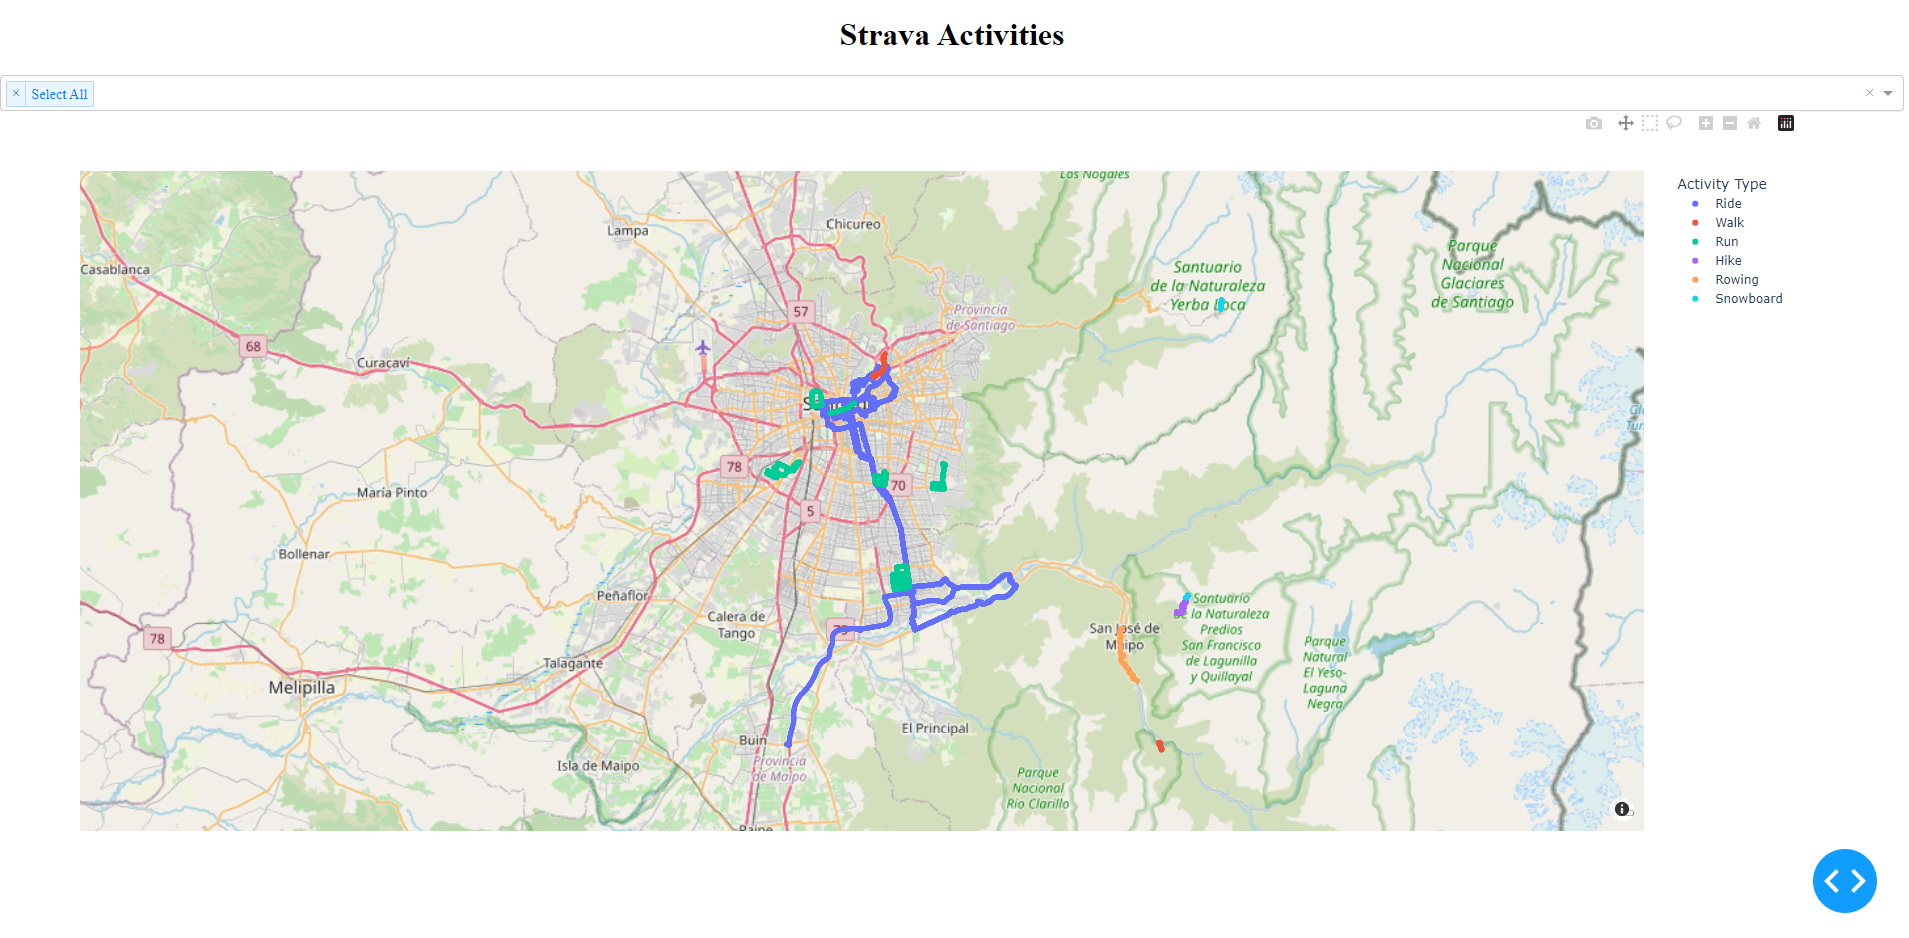 Strava Activities
× Select All
Activity Type
Ride
Walk
Run
Hike
Rowing
Snowboard
Los Nogales
Chicureo
Lampa
Casablanca
Parque
Nacional
Glaciares
de Santiago
Santuario
de la Naturaleza
Yerba Loca
57
Provincia
de Santiago
68
Curacaví
78
70
María Pinto
5
Bollenar
Peñaflor
Calera de
Tango
78
Santuario
de la Naturaleza
Predios
San Francisco
de Lagunilla
y Quillayal
San José de
Maipo
Parque
Natural
El Yeso-
Laguna
Negra
Talagante
Melipilla
El Principal
Buin
Provincia
de Maipo
Isla de Maipo
Parque
Nacional
Río Clarillo
Paine